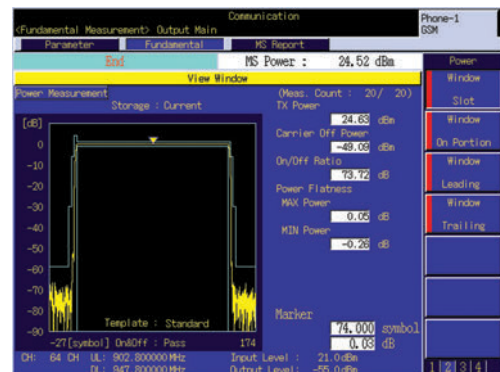 Communication
<Fundamental Measurement> Output Main
Phone-1
GSM
Parameter Fundamental MS Report
End MS Power : 24.52 dBm
Power
View Window
Power Measurement (Meas. Count : 20/ 20)
Storage : Current
TX Power
24.63 dBm
Carrier Off Power
-49.09 dBm
On/Off Ratio
73.72 dB
Power Flatness
MAX Power
0.05 dB
MIN Power
-0.26 dB
Marker
74.000 symbol
0.03 dB
[dB]
0
-10
-20
-30
-40
-50
-60
-70
-80
-90
Template : Standard
-27[symbol] On&Off : Pass 174
CH: 64 CH UL: 902.800000 MHz Input Level : 21.0dBm
DL: 947.800000 MHz Output Level: -55.0dBm
Window
Slot
Window
On Portion
Window
Leading
Window
Trailing
1 2 3 4